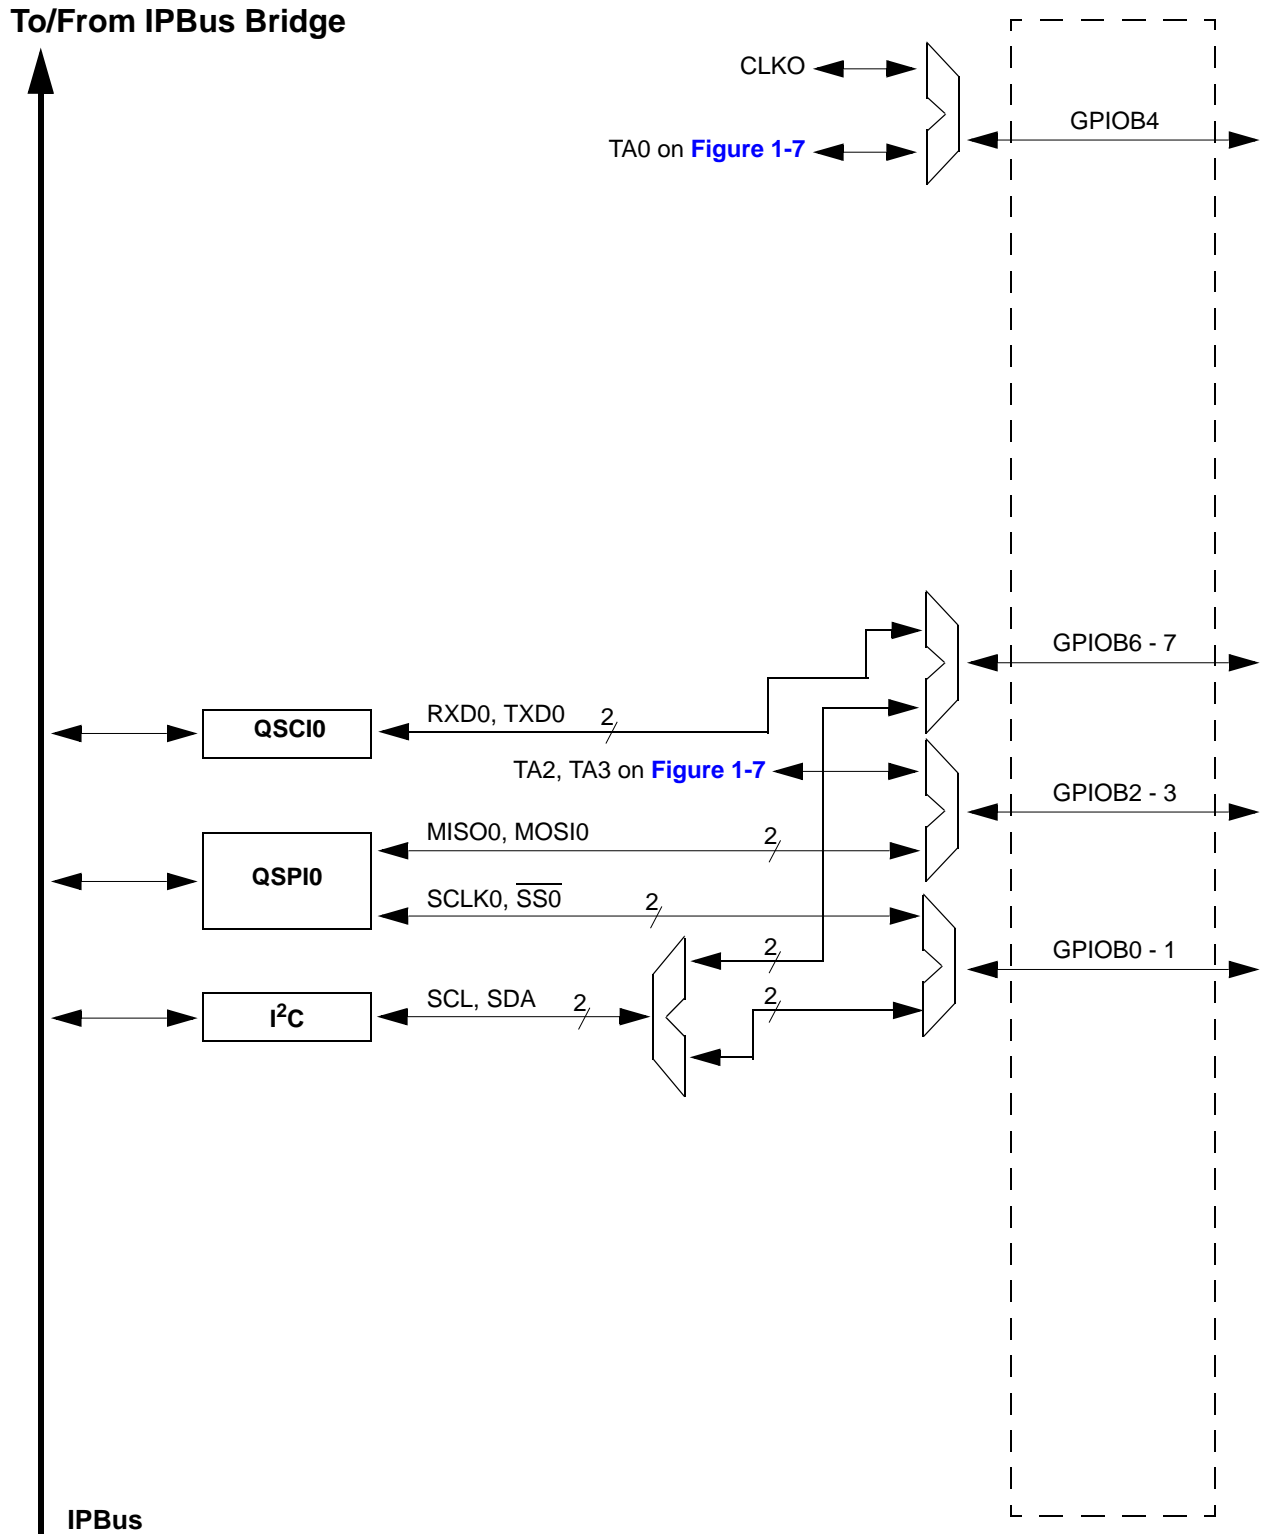 To/From IPBus Bridge
CLKO
GPIOB4
TA0 on Figure 1-7
GPIOB6 - 7
QSCI0
RXD0, TXD0
2
TA2, TA3 on Figure 1-7
GPIOB2 - 3
MISO0, MOSI0
2
QSPI0
SCLK0, S̅S̅0̅
2
2
GPIOB0 - 1
I²C
SCL, SDA
2
2
IPBus